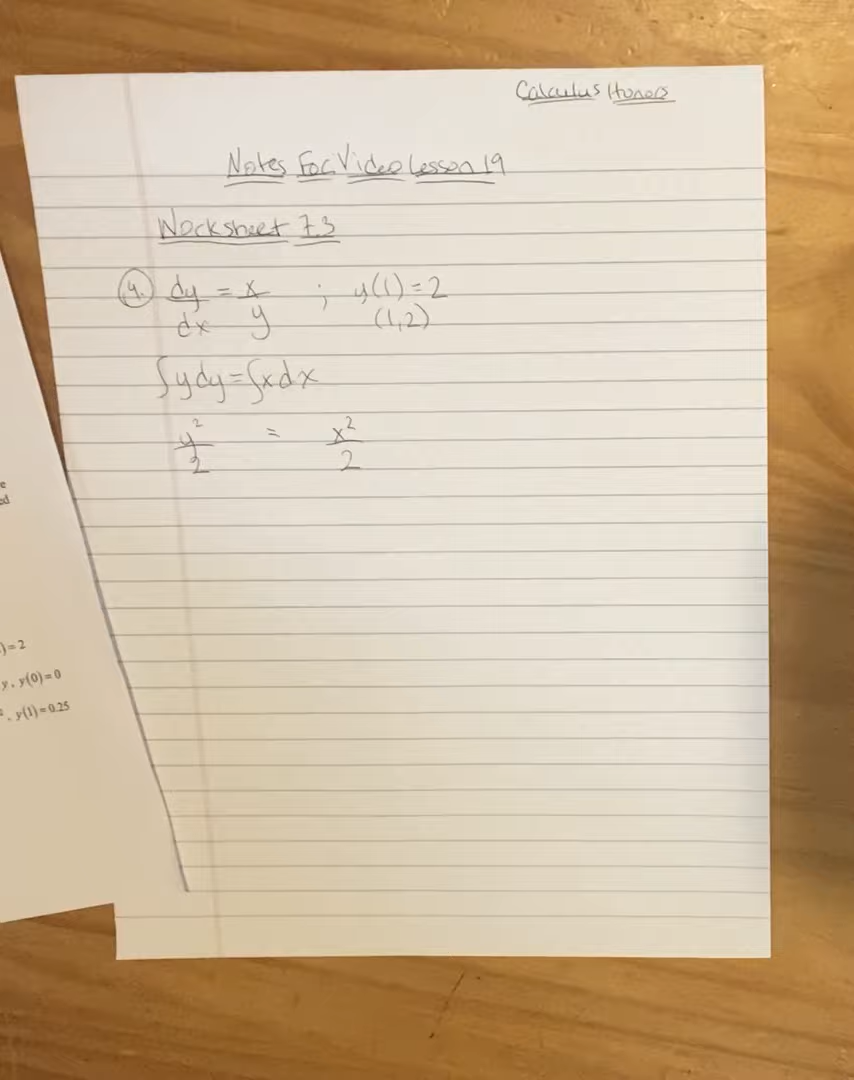 Calculus Honors
Notes For Video Lesson 19
Worksheet 7.3
4. dy/dx = x/y ; y(1) = 2
(1,2)
∫y dy = ∫x dx
y²/2 = x²/2
) = 2
y, y(0) = 0
, y(1) = 0.25